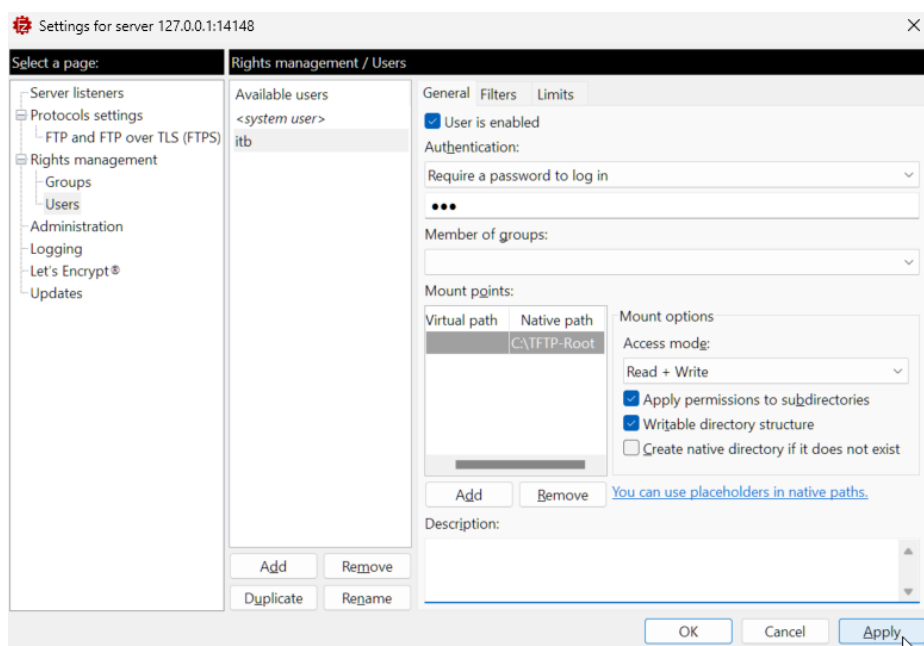 Settings for server 127.0.0.1:14148
Select a page:
Server listeners
Protocols settings
FTP and FTP over TLS (FTPS)
Rights management
Groups
Users
Administration
Logging
Let's Encrypt®
Updates
Rights management / Users
Available users
<system user>
itb
Add Remove
Duplicate Rename
General Filters Limits
User is enabled
Authentication:
Require a password to log in
●●●
Member of groups:
Mount points:
Virtual path Native path
C:\TFTP-Root
Mount options
Access mode:
Read + Write
Apply permissions to subdirectories
Writable directory structure
Create native directory if it does not exist
Add Remove
You can use placeholders in native paths.
Description:
OK Cancel Apply